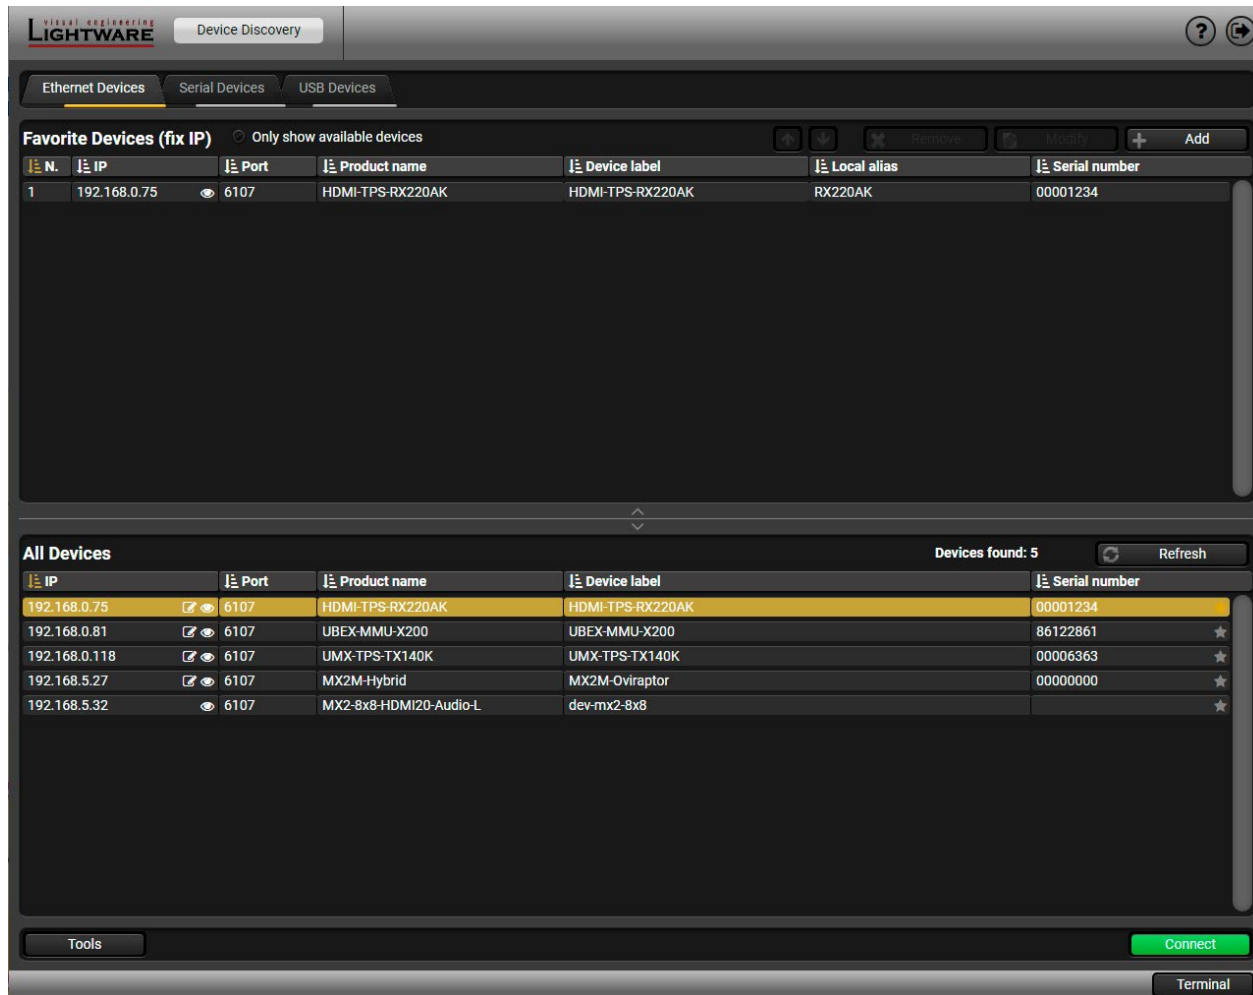 visual engineering
LIGHTWARE Device Discovery ?
Ethernet Devices Serial Devices USB Devices
Favorite Devices (fix IP) Only show available devices Remove Modify Add
N. IP Port Product name Device label Local alias Serial number
1 192.168.0.75 6107 HDMI-TPS-RX220AK HDMI-TPS-RX220AK RX220AK 00001234
All Devices Devices found: 5 Refresh
IP Port Product name Device label Serial number
192.168.0.75 6107 HDMI-TPS-RX220AK HDMI-TPS-RX220AK 00001234
192.168.0.81 6107 UBEX-MMU-X200 UBEX-MMU-X200 86122861
192.168.0.118 6107 UMX-TPS-TX140K UMX-TPS-TX140K 00006363
192.168.5.27 6107 MX2M-Hybrid MX2M-Oviraptor 00000000
192.168.5.32 6107 MX2-8x8-HDMI20-Audio-L dev-mx2-8x8
Tools Connect
Terminal